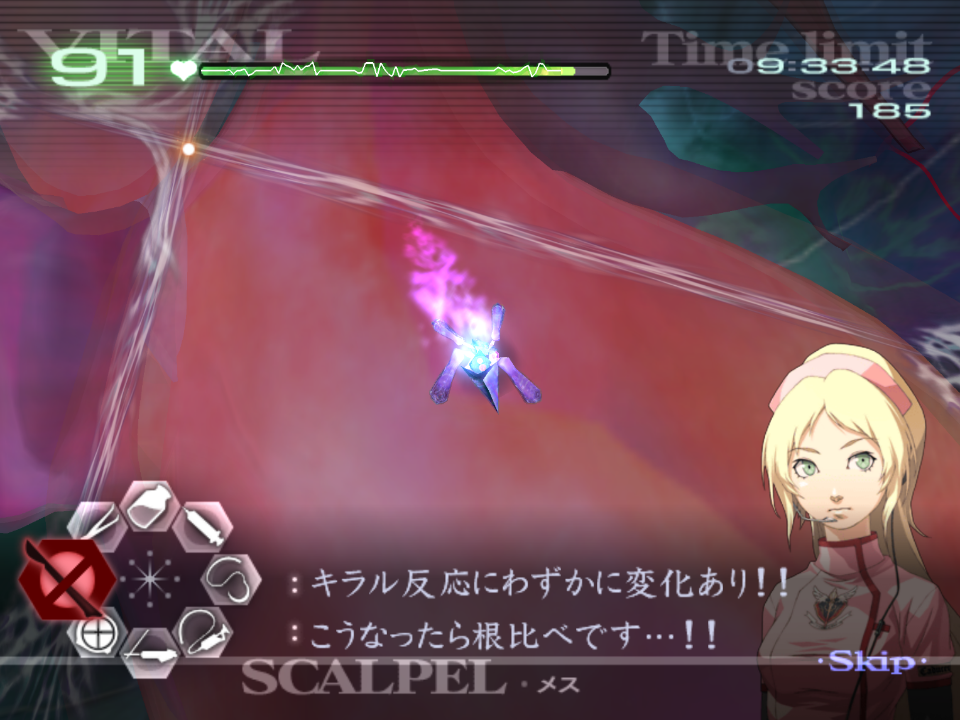 VITAL
91
Time limit
09:33:48
score
185
:キラル反応にわずかに変化あり!!
:こうなったら根比べです…!!
·Skip·
SCALPEL・メス